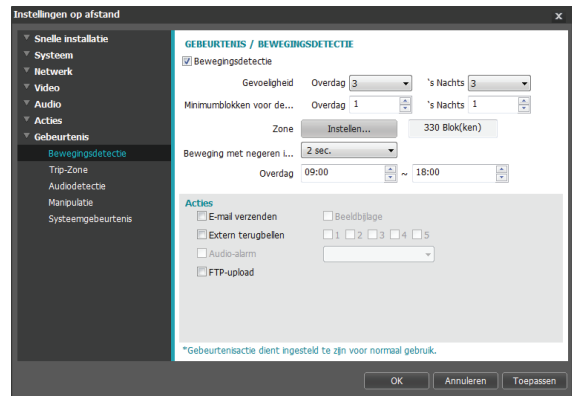 Instellingen op afstand x
Snelle installatie
Systeem
Netwerk
Video
Audio
Acties
Gebeurtenis
Bewegingsdetectie
Trip-Zone
Audiodetectie
Manipulatie
Systeemgebeurtenis
GEBEURTENIS / BEWEGINGSDETECTIE
Bewegingsdetectie
Gevoeligheid Overdag 3 's Nachts 3
Minimumblokken voor de... Overdag 1 's Nachts 1
Zone Instellen... 330 Blok(ken)
Beweging met negeren i... 2 sec.
Overdag 09:00 ~ 18:00
Acties
E-mail verzenden Beeldbijlage
Extern terugbellen 1 2 3 4 5
Audio-alarm
FTP-upload
*Gebeurtenisactie dient ingesteld te zijn voor normaal gebruik.
OK Annuleren Toepassen